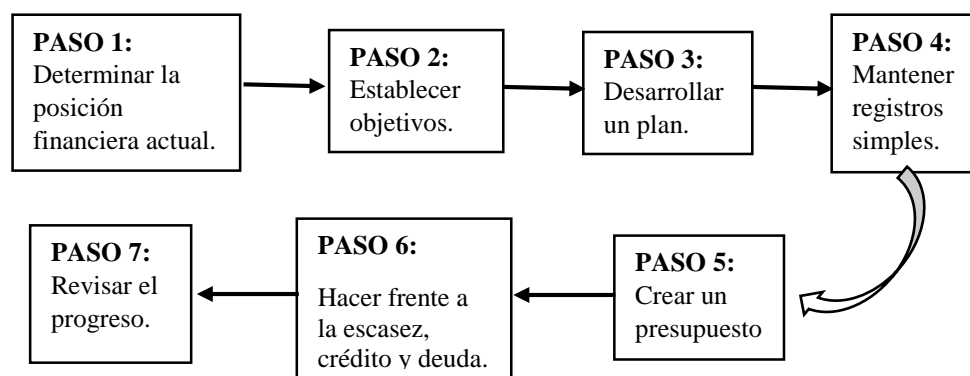 PASO 1:
Determinar la
posición
financiera actual.
PASO 2:
Establecer
objetivos.
PASO 3:
Desarrollar
un plan.
PASO 4:
Mantener
registros
simples.
PASO 5:
Crear un
presupuesto
PASO 6:
Hacer frente a
la escasez,
crédito y deuda.
PASO 7:
Revisar el
progreso.